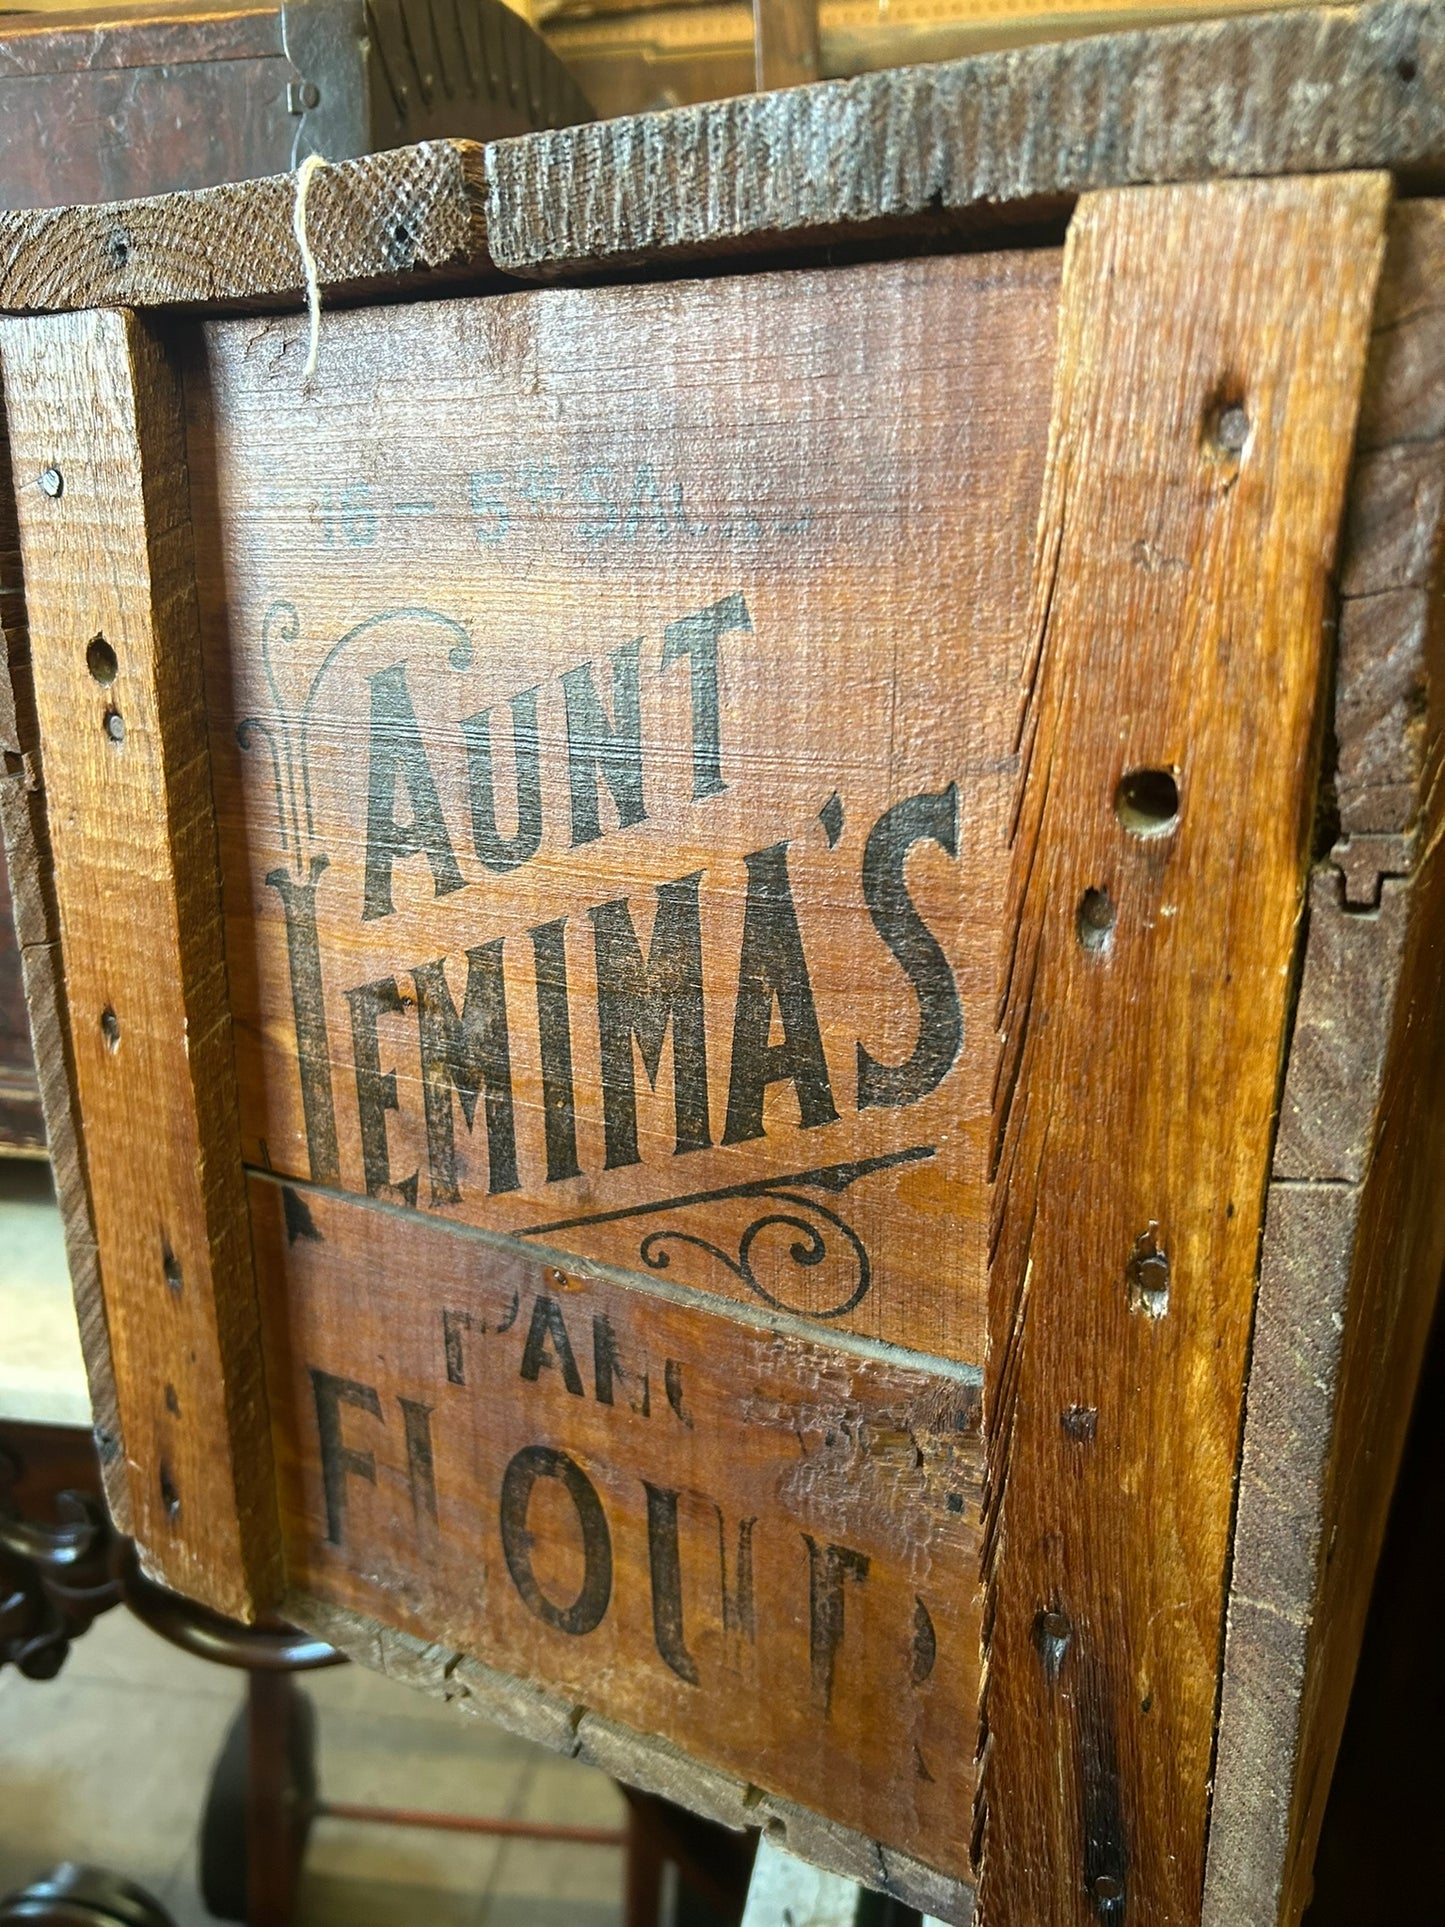 16 - 5
AUNT
JEMIMA'S
FLOUR